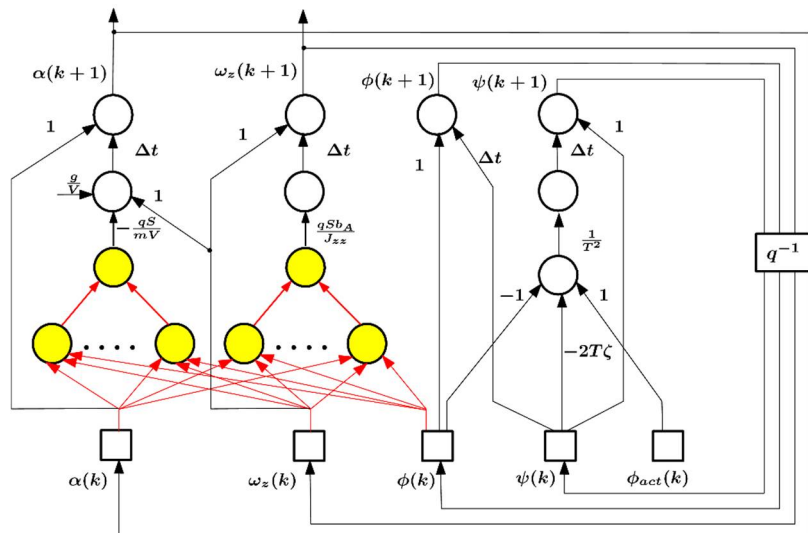 α(k+1)
ω_z(k+1)
ϕ(k+1)
ψ(k+1)
1
1
1
1
Δt
Δt
Δt
Δt
g/V
1
-qS/mV
qSb_A/J_zz
1/T²
q⁻¹
-1
1
-2Tζ
α(k)
ω_z(k)
ϕ(k)
ψ(k)
ϕ_act(k)